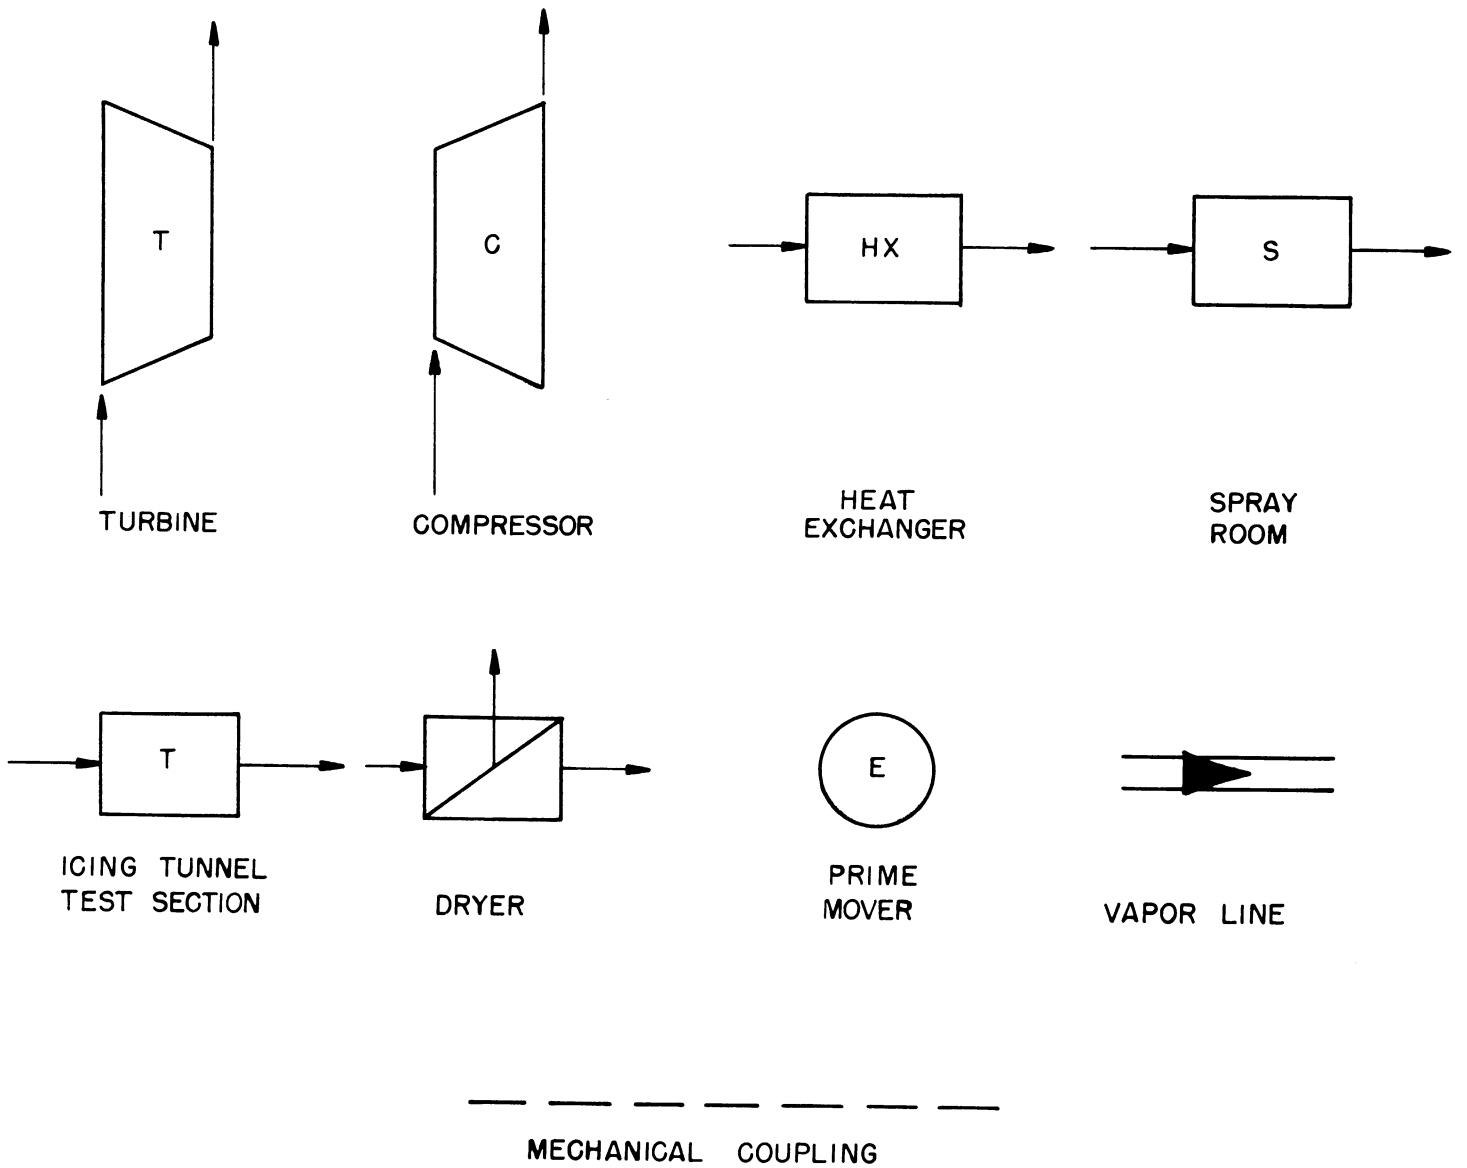 T
C
HX
S
TURBINE
COMPRESSOR
HEAT
EXCHANGER
SPRAY
ROOM
T
E
ICING TUNNEL
TEST SECTION
DRYER
PRIME
MOVER
VAPOR LINE
MECHANICAL COUPLING